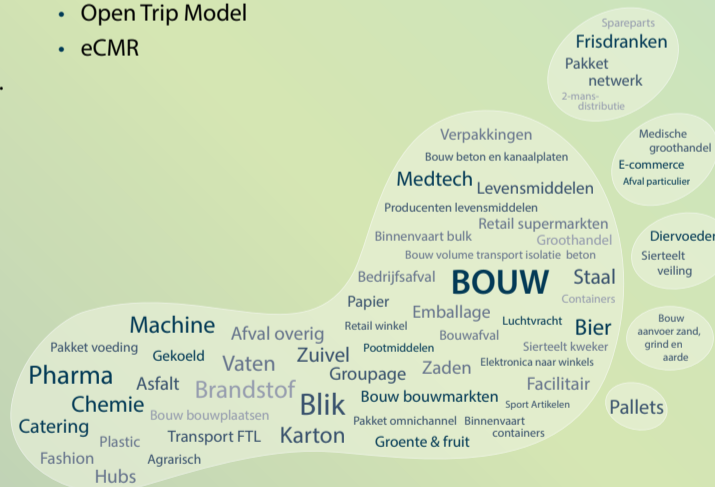 • Open Trip Model
• eCMR
.
Spareparts
Frisdranken
Pakket
netwerk
2-mans-
distributie
Medische
groothandel
E-commerce
Afval particulier
Diervoeder
Sierteelt
veiling
Bouw
aanvoer zand,
grind en
aarde
Pallets
Verpakkingen
Bouw beton en kanaalplaten
Medtech
Levensmiddelen
Producenten levensmiddelen
Retail supermarkten
Binnenvaart bulk
Groothandel
Bouw volume transport isolatie beton
Bedrijfsafval
BOUW
Staal
Papier
Containers
Emballage
Luchtvracht
Bier
Retail winkel
Bouwafval
Machine
Afval overig
Pakket voeding
Gekoeld
Vaten
Zuivel
Pootmiddelen
Sierteelt kweker
Groupage
Zaden
Elektronica naar winkels
Pharma
Asfalt
Brandstof
Facilitair
Chemie
Blik
Bouw bouwmarkten
Sport Artikelen
Bouw bouwplaatsen
Catering
Plastic
Transport FTL
Karton
Pakket omnichannel
Binnenvaart
containers
Groente & fruit
Fashion
Agrarisch
Hubs